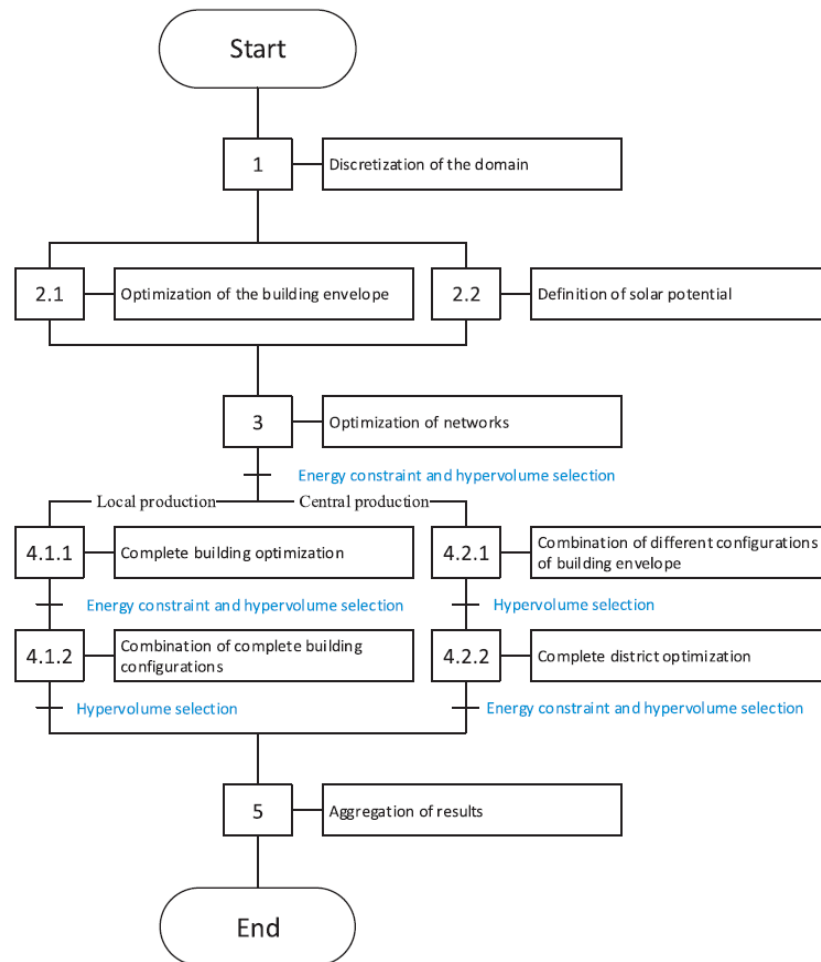 Start
1
Discretization of the domain
2.1
Optimization of the building envelope
2.2
Definition of solar potential
3
Optimization of networks
Energy constraint and hypervolume selection
Local production
Central production
4.1.1
Complete building optimization
4.2.1
Combination of different configurations
of building envelope
Energy constraint and hypervolume selection
Hypervolume selection
4.1.2
Combination of complete building
configurations
4.2.2
Complete district optimization
Hypervolume selection
Energy constraint and hypervolume selection
5
Aggregation of results
End